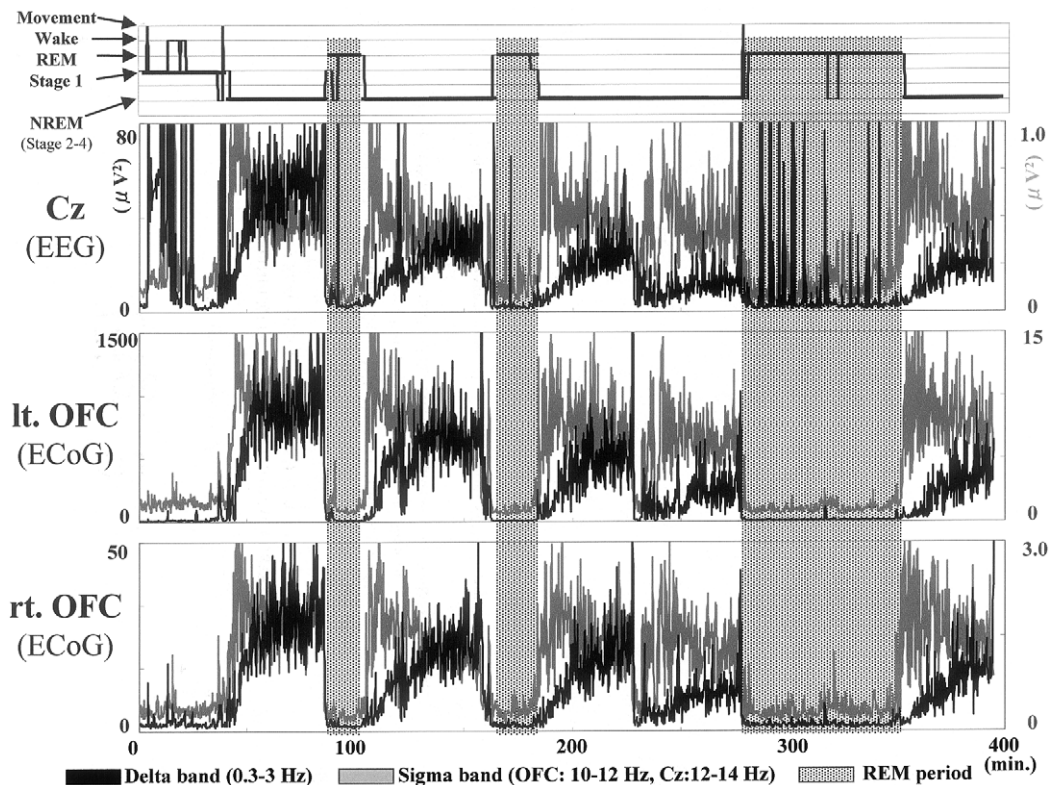 Movement
Wake
REM
Stage 1
NREM
(Stage 2-4)
80
(μV²)
0
Cz
(EEG)
1.0
(μV²)
0
1500
0
lt. OFC
(ECoG)
15
0
50
0
rt. OFC
(ECoG)
3.0
0
0 100 200 300 400
(min.)
Delta band (0.3-3 Hz) Sigma band (OFC: 10-12 Hz, Cz:12-14 Hz) REM period